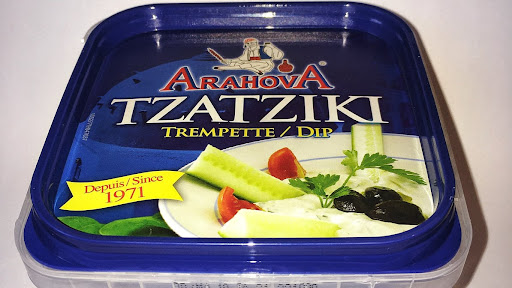 ARAHOVA
TZATZIKI
TREMPETTE / DIP
Depuis / Since
1971